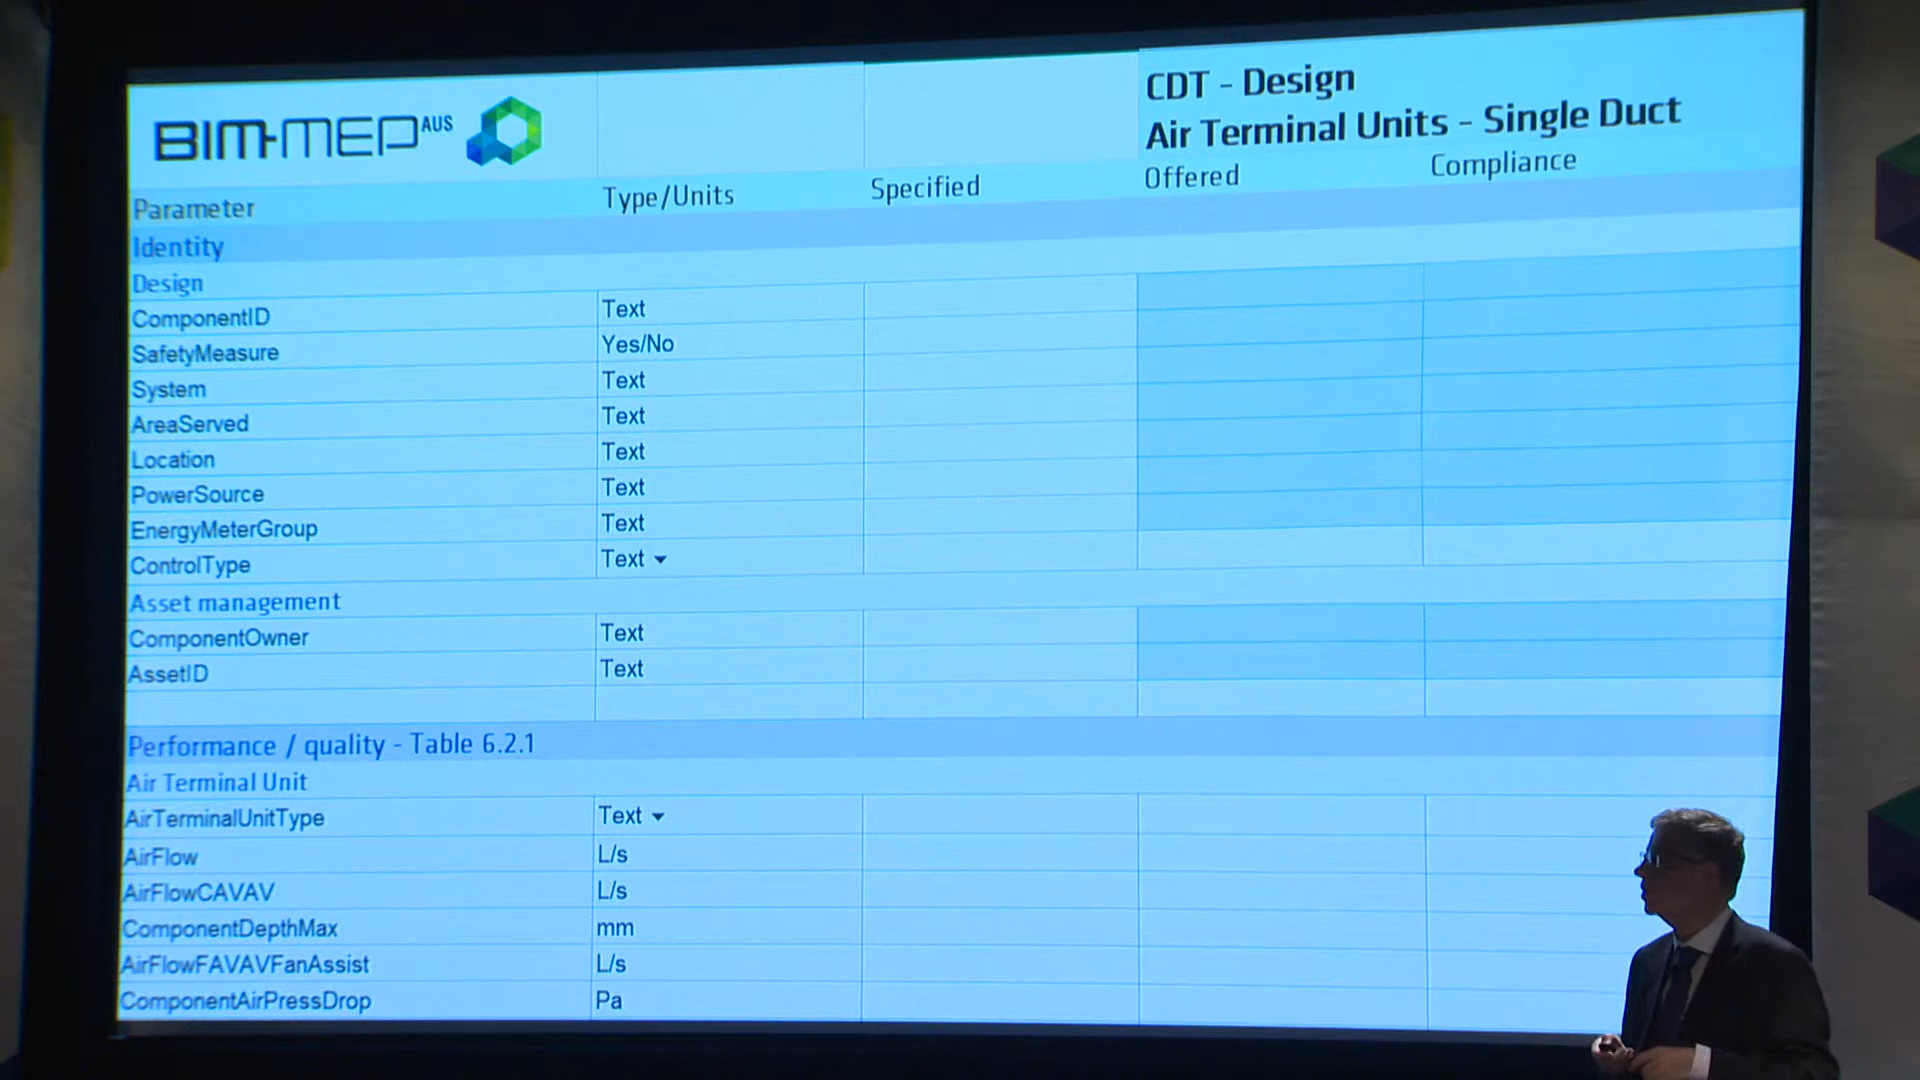 BIM-MEP AUS
CDT - Design
Air Terminal Units - Single Duct
Parameter Type/Units Specified Offered Compliance
Identity
Design
ComponentID Text
SafetyMeasure Yes/No
System Text
AreaServed Text
Location Text
PowerSource Text
EnergyMeterGroup Text
ControlType Text
Asset management
ComponentOwner Text
AssetID Text
Performance / quality - Table 6.2.1
Air Terminal Unit
AirTerminalUnitType Text
AirFlow L/s
AirFlowCAVAV L/s
ComponentDepthMax mm
AirFlowFAVAVFanAssist L/s
ComponentAirPressDrop Pa